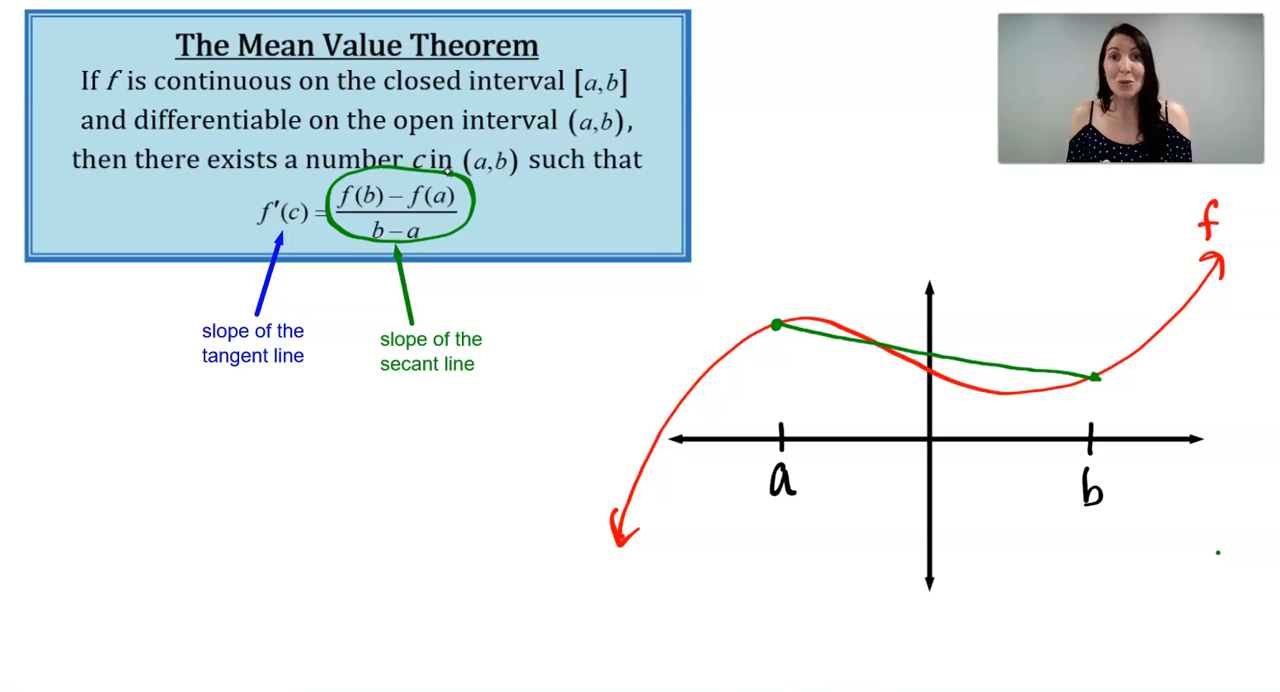 The Mean Value Theorem
If f is continuous on the closed interval [a,b]
and differentiable on the open interval (a,b),
then there exists a number c in (a,b) such that
f'(c) = f(b) − f(a)
b − a
slope of the
tangent line
slope of the
secant line
f
a
b